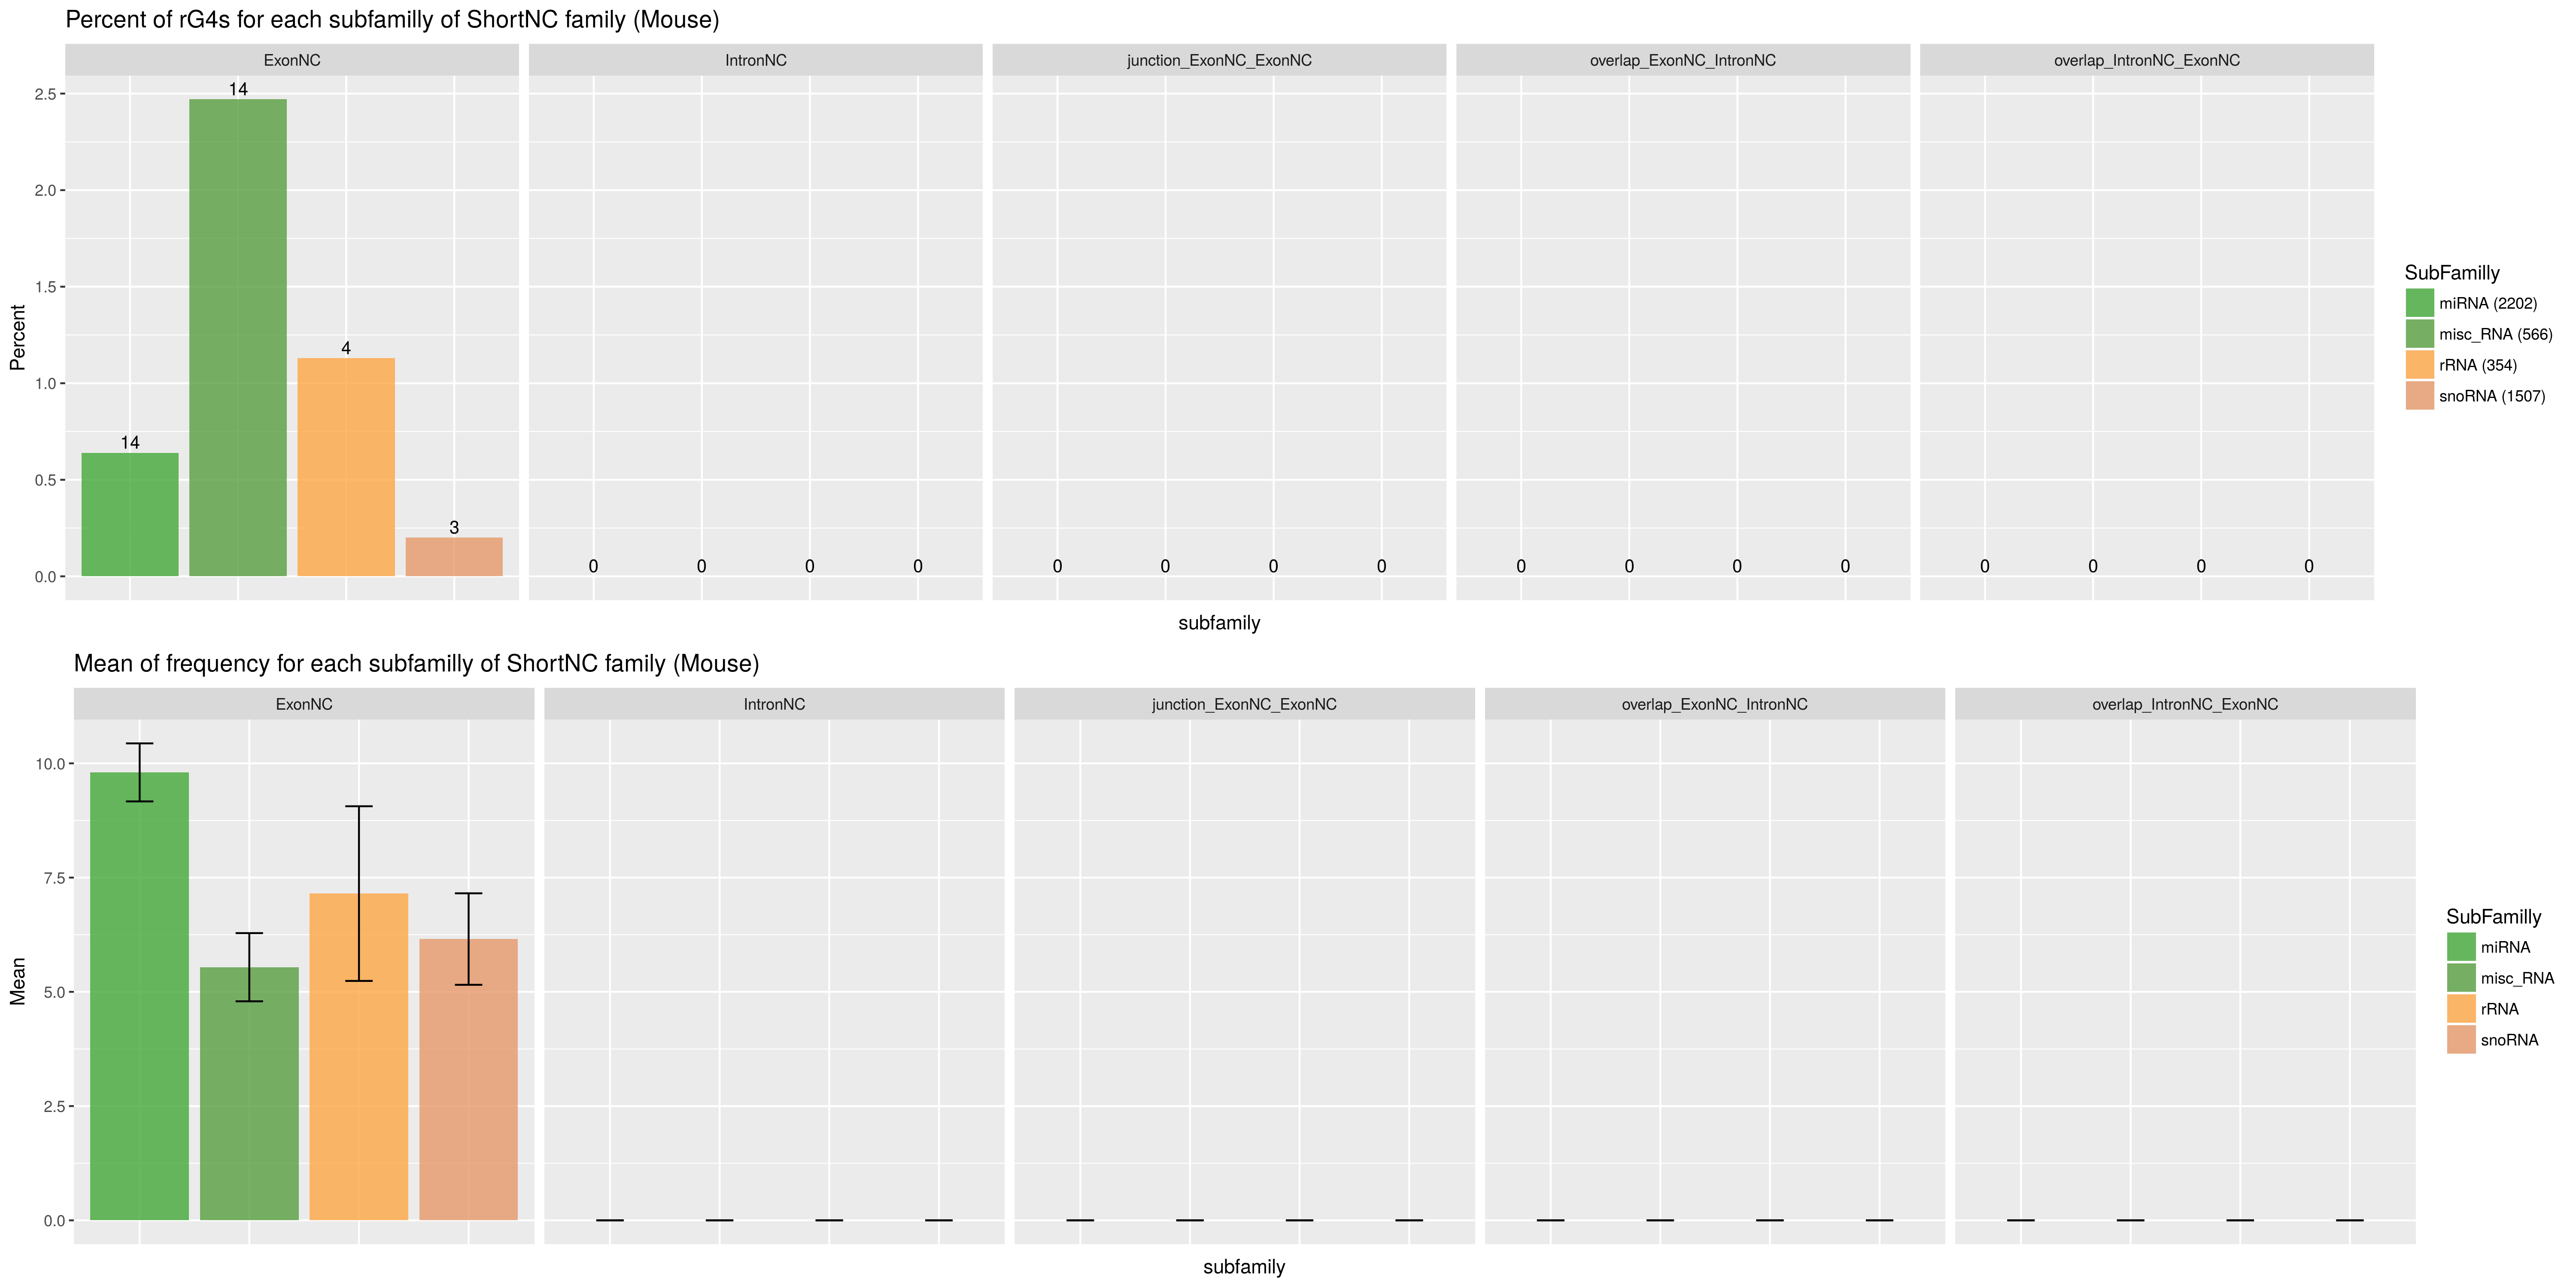 Percent of rG4s for each subfamilly of ShortNC family (Mouse)
ExonNC IntronNC junction_ExonNC_ExonNC overlap_ExonNC_IntronNC overlap_IntronNC_ExonNC
Percent
2.5
2.0
1.5
1.0
0.5
0.0
14 14 4 3
0 0 0 0
0 0 0 0
0 0 0 0
0 0 0 0
subfamily
SubFamilly
miRNA (2202)
misc_RNA (566)
rRNA (354)
snoRNA (1507)
Mean of frequency for each subfamilly of ShortNC family (Mouse)
ExonNC IntronNC junction_ExonNC_ExonNC overlap_ExonNC_IntronNC overlap_IntronNC_ExonNC
Mean
10.0
7.5
5.0
2.5
0.0
subfamily
SubFamilly
miRNA
misc_RNA
rRNA
snoRNA